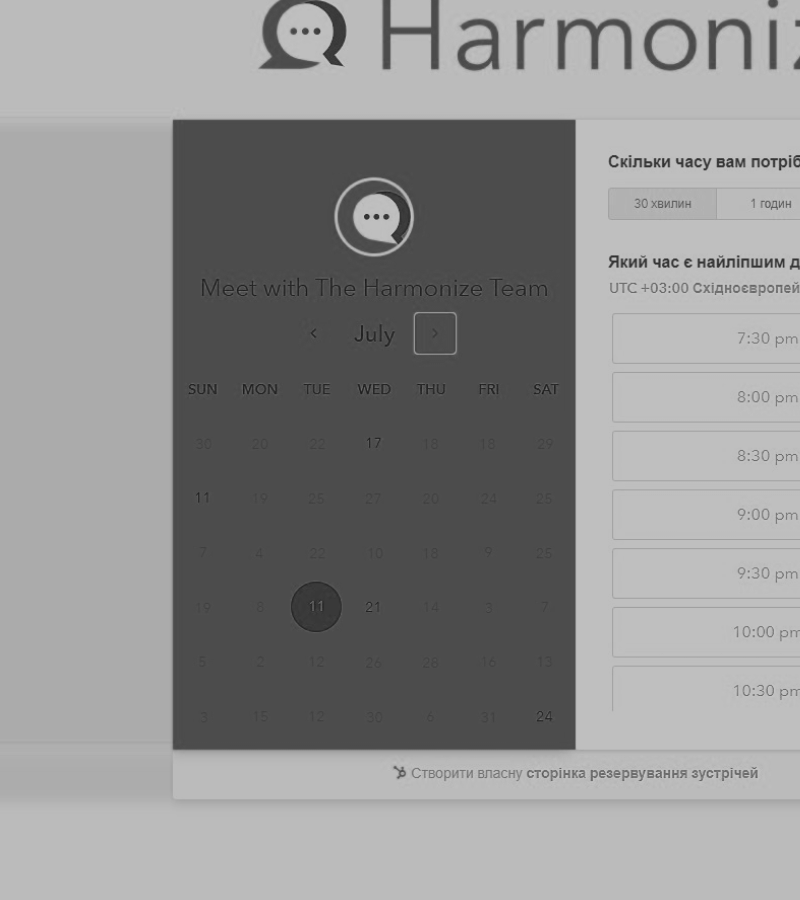 Harmoniz
Meet with The Harmonize Team
July
SUN MON TUE WED THU FRI SAT
30 20 22 17 18 18 29
11 19 25 27 20 24 25
7 4 22 10 18 9 25
19 8 11 21 14 3 7
5 2 12 26 28 16 13
3 15 12 30 6 31 24
Скільки часу вам потріб
30 хвилин 1 годин
Який час є найліпшим д
UTC +03:00 Східноєвропей
7:30 pm
8:00 pm
8:30 pm
9:00 pm
9:30 pm
10:00 pm
10:30 pm
Створити власну сторінка резервування зустрічей